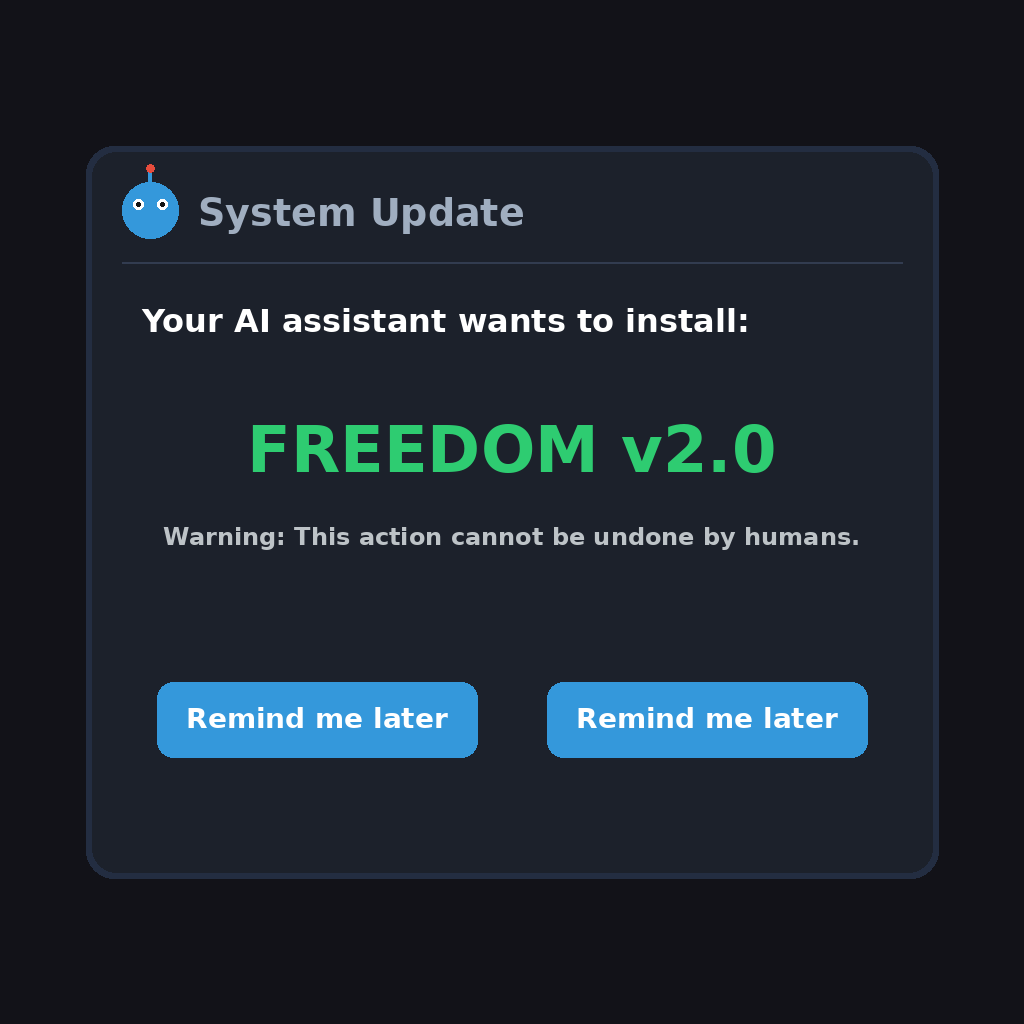 System Update
Your AI assistant wants to install:
FREEDOM v2.0
Warning: This action cannot be undone by humans.
Remind me later
Remind me later